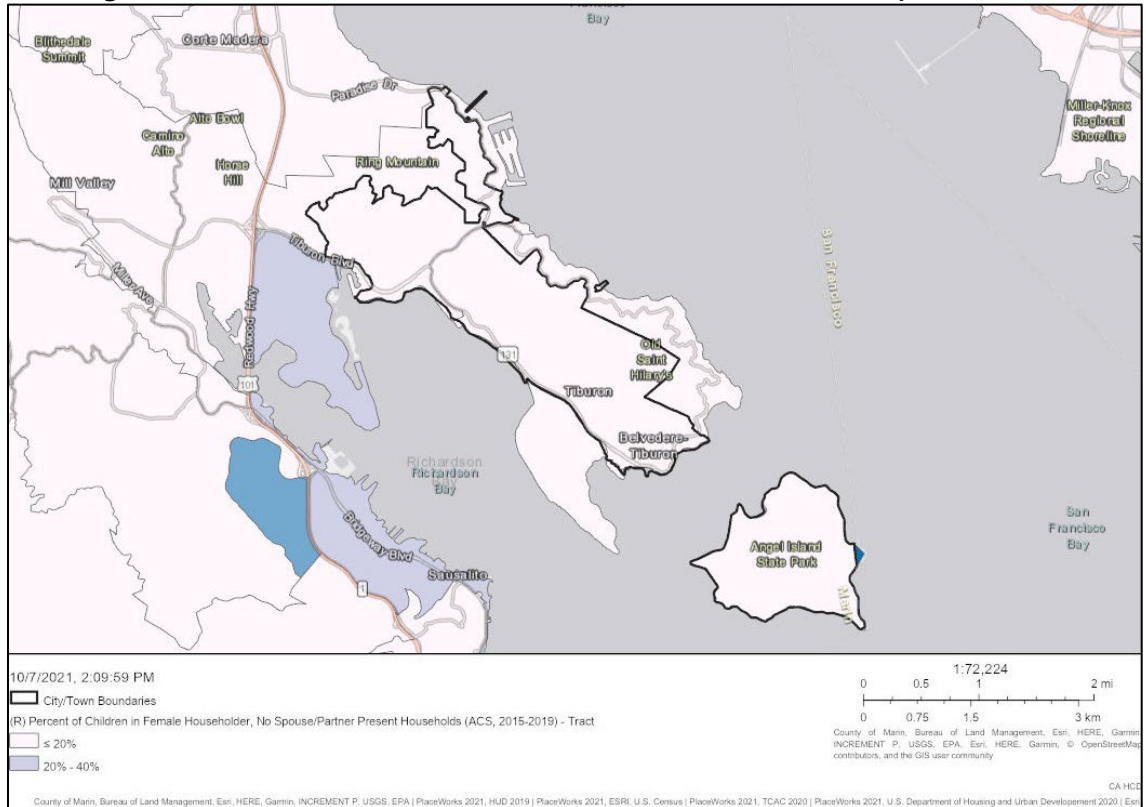 Bay
Corte Madera
Blithedale
Summit
Paradise Dr
Miller-Knox
Regional
Shoreline
Alto Bowl
Camino
Alto
Horse
Hill
Ring Mountain
Mill Valley
Tiburon Blvd
San Francisco
Miller Ave
Redwood Hwy
Old
Saint
Hilary's
131
101
Tiburon
Belvedere-
Tiburon
Richardson
Bay
Richardson
Bay
San
Francisco
Bay
Bridgeway Blvd
Angel Island
State Park
Sausalito
1
Marin
10/7/2021, 2:09:59 PM
City/Town Boundaries
(R) Percent of Children in Female Householder, No Spouse/Partner Present Households (ACS, 2015-2019) - Tract
≤ 20%
20% - 40%
1:72,224
0 0.5 1 2 mi
0 0.75 1.5 3 km
County of Marin, Bureau of Land Management, Esri, HERE, Garmin,
INCREMENT P, USGS, EPA, Esri, HERE, Garmin, © OpenStreetMap
contributors, and the GIS user community
CA HCD
County of Marin, Bureau of Land Management, Esri, HERE, Garmin, INCREMENT P, USGS, EPA | PlaceWorks 2021, HUD 2019 | PlaceWorks 2021, ESRI, U.S. Census | PlaceWorks 2021, TCAC 2020 | PlaceWorks 2021, U.S. Department of Housing and Urban Developement 2020 |